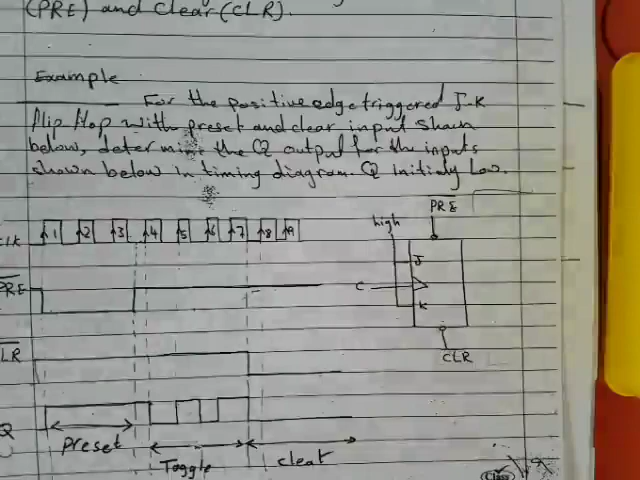 (PRE) and Clear (CLR).
Example
For the positive edge triggered J-K
flip flop with preset and clear input shown
below, determine the Q output for the inputs
shown below in timing diagram. Q Initialy Low.
PRE
high
CLK 1 2 3 4 5 6 7 8 9
J
PRE
C
K
CLR
LR
Q
preset
Toggle
clear